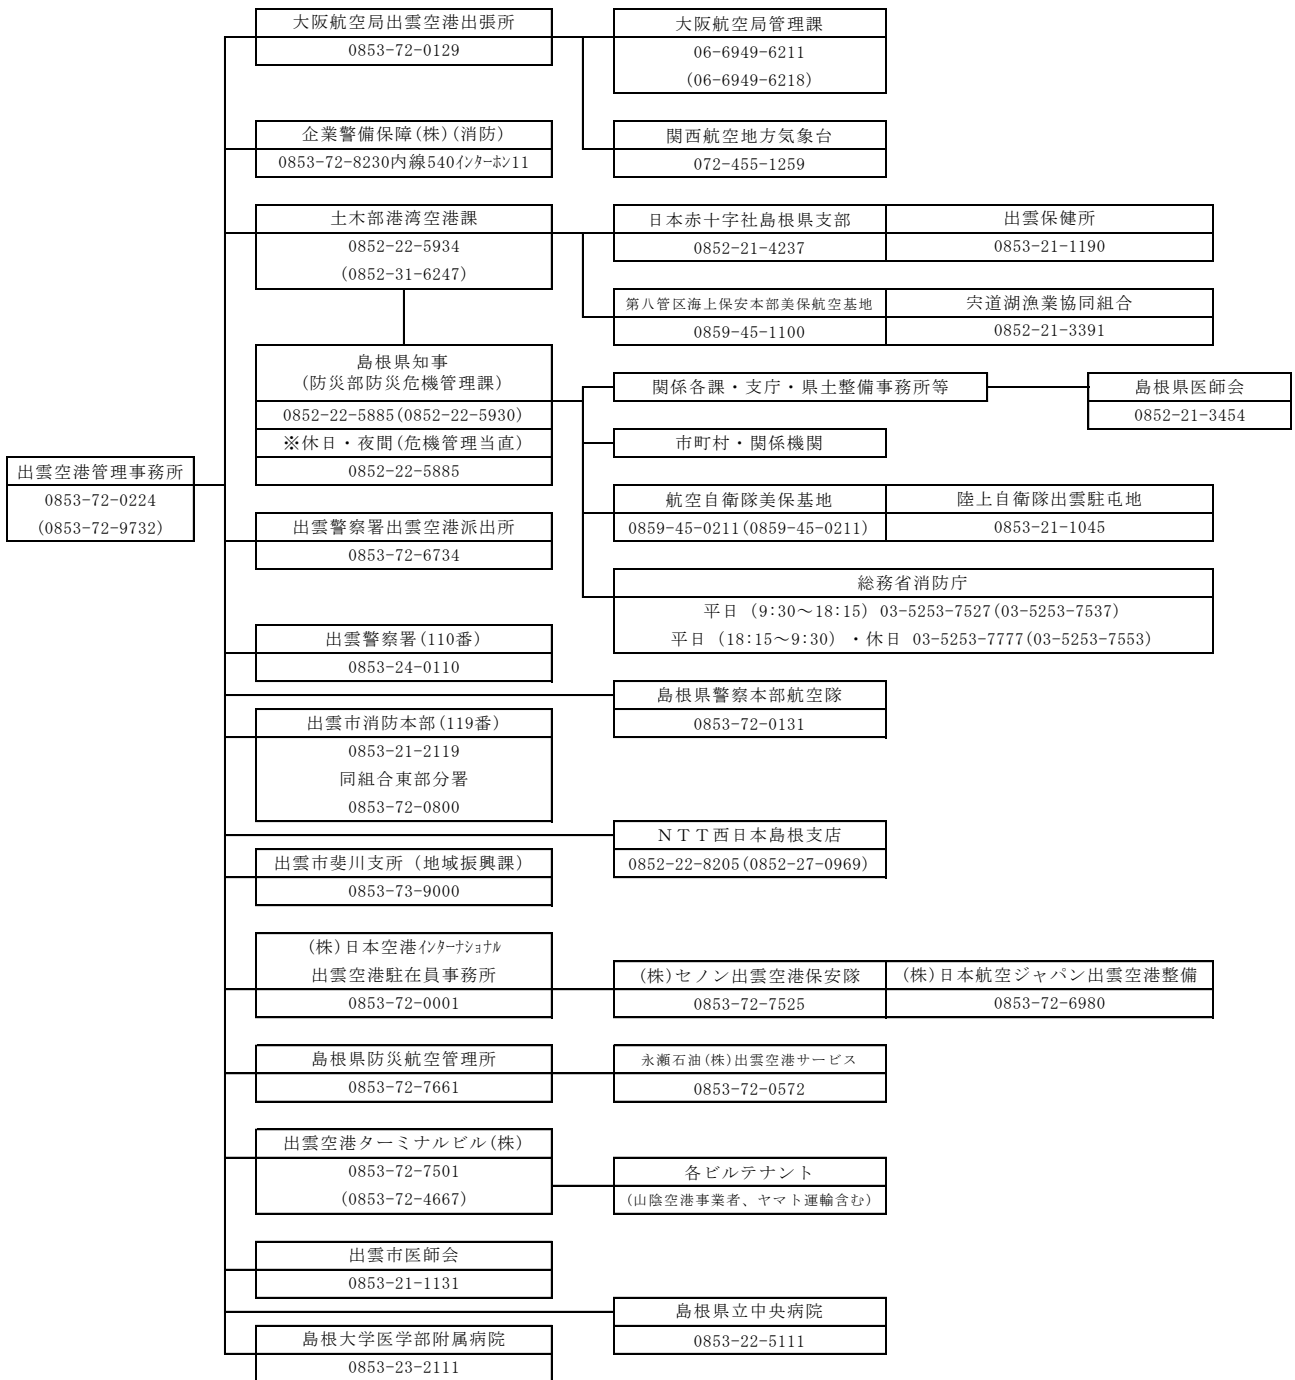 大阪航空局出雲空港出張所
0853-72-0129
大阪航空局管理課
06-6949-6211
(06-6949-6218)
企業警備保障(株)(消防)
0853-72-8230内線540ｲﾝﾀｰﾎﾝ11
関西航空地方気象台
072-455-1259
土木部港湾空港課
0852-22-5934
(0852-31-6247)
日本赤十字社島根県支部
0852-21-4237
出雲保健所
0853-21-1190
第八管区海上保安本部美保航空基地
0859-45-1100
宍道湖漁業協同組合
0852-21-3391
島根県知事
(防災部防災危機管理課)
0852-22-5885(0852-22-5930)
※休日・夜間(危機管理当直)
0852-22-5885
関係各課・支庁・県土整備事務所等
島根県医師会
0852-21-3454
市町村・関係機関
出雲空港管理事務所
0853-72-0224
(0853-72-9732)
航空自衛隊美保基地
0859-45-0211(0859-45-0211)
陸上自衛隊出雲駐屯地
0853-21-1045
出雲警察署出雲空港派出所
0853-72-6734
総務省消防庁
平日（9:30～18:15）03-5253-7527(03-5253-7537)
平日（18:15～9:30）・休日 03-5253-7777(03-5253-7553)
出雲警察署(110番)
0853-24-0110
島根県警察本部航空隊
0853-72-0131
出雲市消防本部(119番)
0853-21-2119
同組合東部分署
0853-72-0800
ＮＴＴ西日本島根支店
0852-22-8205(0852-27-0969)
出雲市斐川支所（地域振興課）
0853-73-9000
(株)日本空港ｲﾝﾀｰﾅｼｮﾅﾙ
出雲空港駐在員事務所
0853-72-0001
(株)セノン出雲空港保安隊
0853-72-7525
(株)日本航空ジャパン出雲空港整備
0853-72-6980
島根県防災航空管理所
0853-72-7661
永瀬石油(株)出雲空港サービス
0853-72-0572
出雲空港ターミナルビル(株)
0853-72-7501
(0853-72-4667)
各ビルテナント
(山陰空港事業者、ヤマト運輸含む)
出雲市医師会
0853-21-1131
島根県立中央病院
0853-22-5111
島根大学医学部附属病院
0853-23-2111